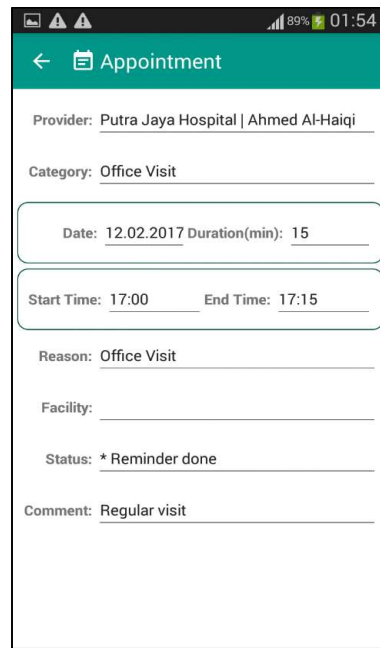 89% 01:54
Appointment
Provider: Putra Jaya Hospital | Ahmed Al-Haiqi
Category: Office Visit
Date: 12.02.2017 Duration(min): 15
Start Time: 17:00 End Time: 17:15
Reason: Office Visit
Facility:
Status: * Reminder done
Comment: Regular visit